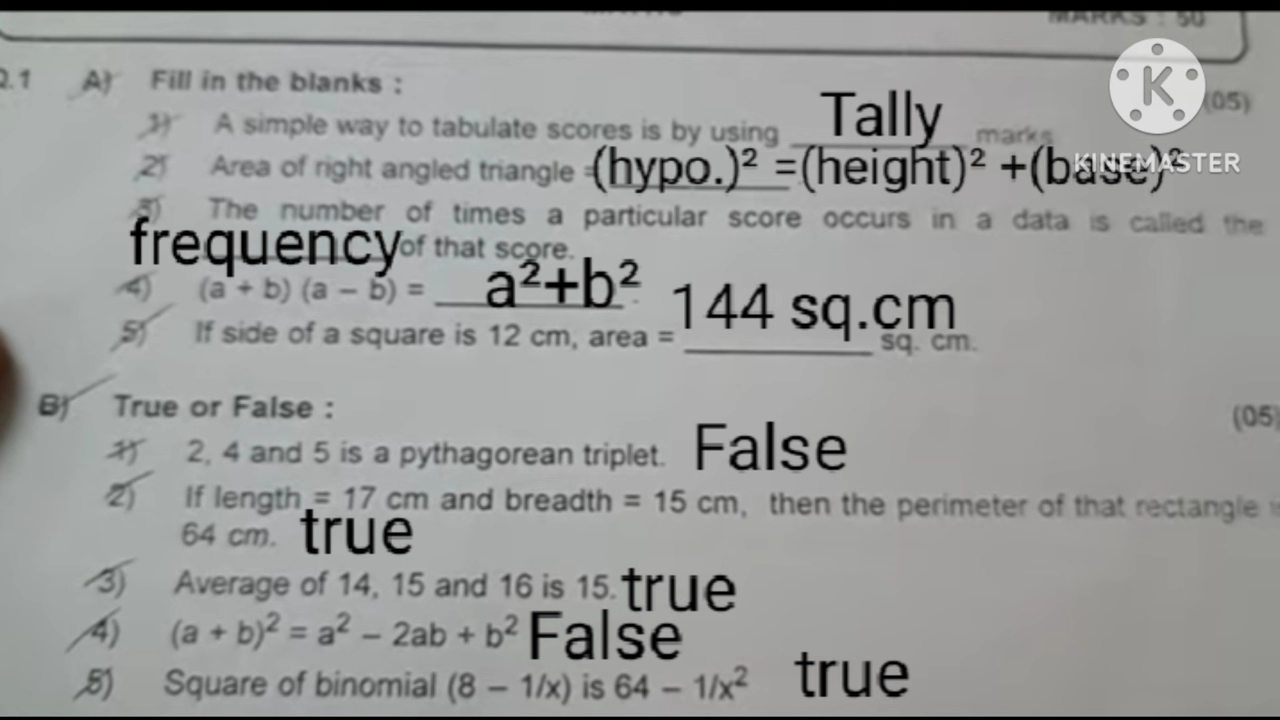 MARKS : 50
Q.1 A) Fill in the blanks : (05)
1) A simple way to tabulate scores is by using Tally marks
2) Area of right angled triangle = (hypo.)² =(height)² +(base)²
KINEMASTER
3) The number of times a particular score occurs in a data is called the
frequency of that score.
4) (a + b) (a – b) = a²+b²
5) If side of a square is 12 cm, area = 144 sq.cm sq. cm.
B) True or False : (05)
1) 2, 4 and 5 is a pythagorean triplet. False
2) If length = 17 cm and breadth = 15 cm, then the perimeter of that rectangle
64 cm. true
3) Average of 14, 15 and 16 is 15. true
4) (a + b)² = a² – 2ab + b² False
5) Square of binomial (8 – 1/x) is 64 – 1/x² true